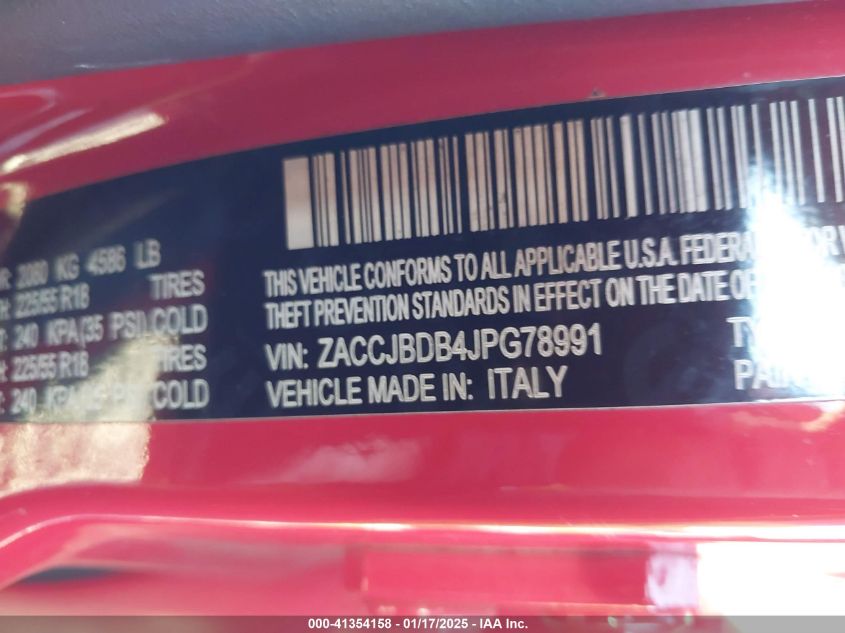 2080 KG 4586 LB
225/55 R18 TIRES
240 KPA (35 PSI) COLD
225/55 R18
240 KPA COLD
THIS VEHICLE CONFORMS TO ALL APPLICABLE U.S.A. FEDERAL
THEFT PREVENTION STANDARDS IN EFFECT ON THE DATE OF
VIN: ZACCJBDB4JPG78991
VEHICLE MADE IN: ITALY
000-41354158 - 01/17/2025 - IAA Inc.